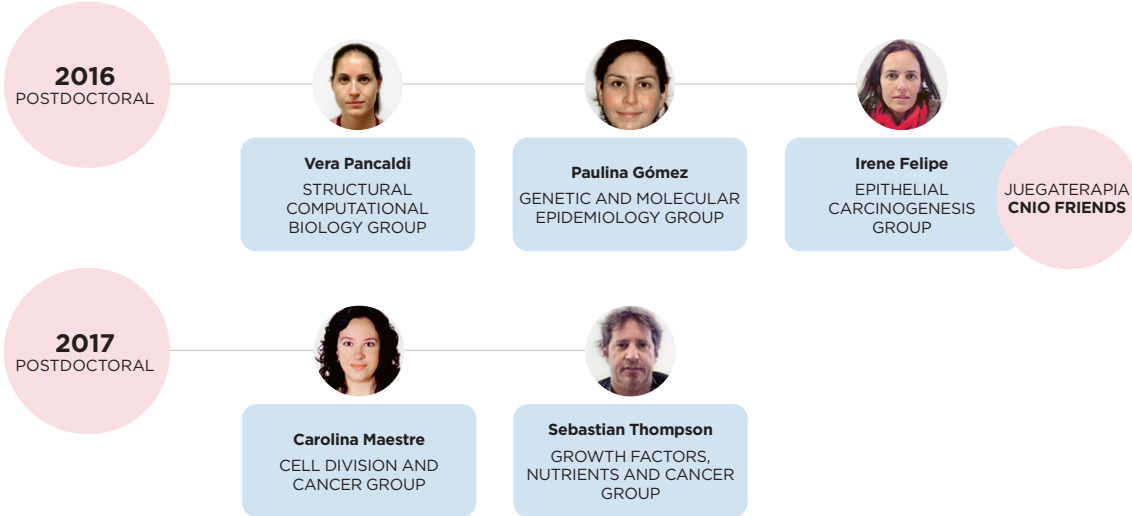 2016
POSTDOCTORAL
Vera Pancaldi
STRUCTURAL
COMPUTATIONAL
BIOLOGY GROUP
Paulina Gómez
GENETIC AND MOLECULAR
EPIDEMIOLOGY GROUP
Irene Felipe
EPITHELIAL
CARCINOGENESIS
GROUP
JUEGATERAPIA
CNIO FRIENDS
2017
POSTDOCTORAL
Carolina Maestre
CELL DIVISION AND
CANCER GROUP
Sebastian Thompson
GROWTH FACTORS,
NUTRIENTS AND CANCER
GROUP